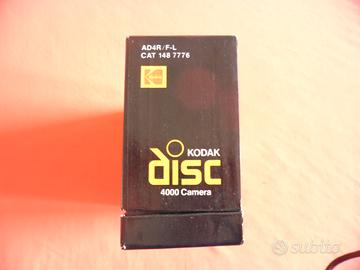 AD4R/F-L
CAT 148 7776
KODAK
disc
4000 Camera
subito